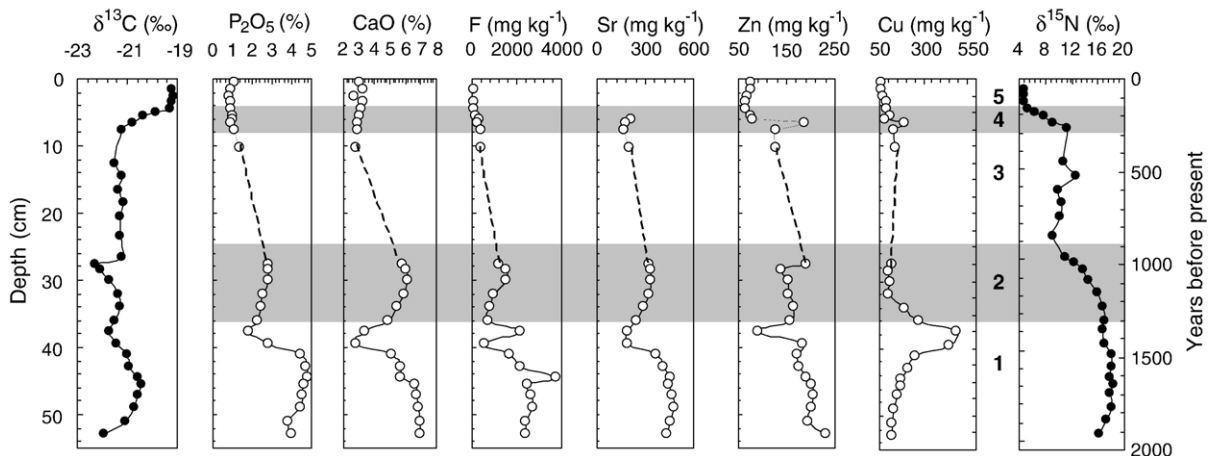 δ¹³C (‰) P₂O₅ (%) CaO (%) F (mg kg⁻¹) Sr (mg kg⁻¹) Zn (mg kg⁻¹) Cu (mg kg⁻¹) δ¹⁵N (‰)
-23 -21 -19 0 1 2 3 4 5 2 3 4 5 6 7 8 0 2000 4000 0 300 600 50 150 250 50 300 550 4 8 12 16 20
0 5 0
4
10
3 500
20
Depth (cm)
Years before present
2 1000
30
40 1 1500
50
2000